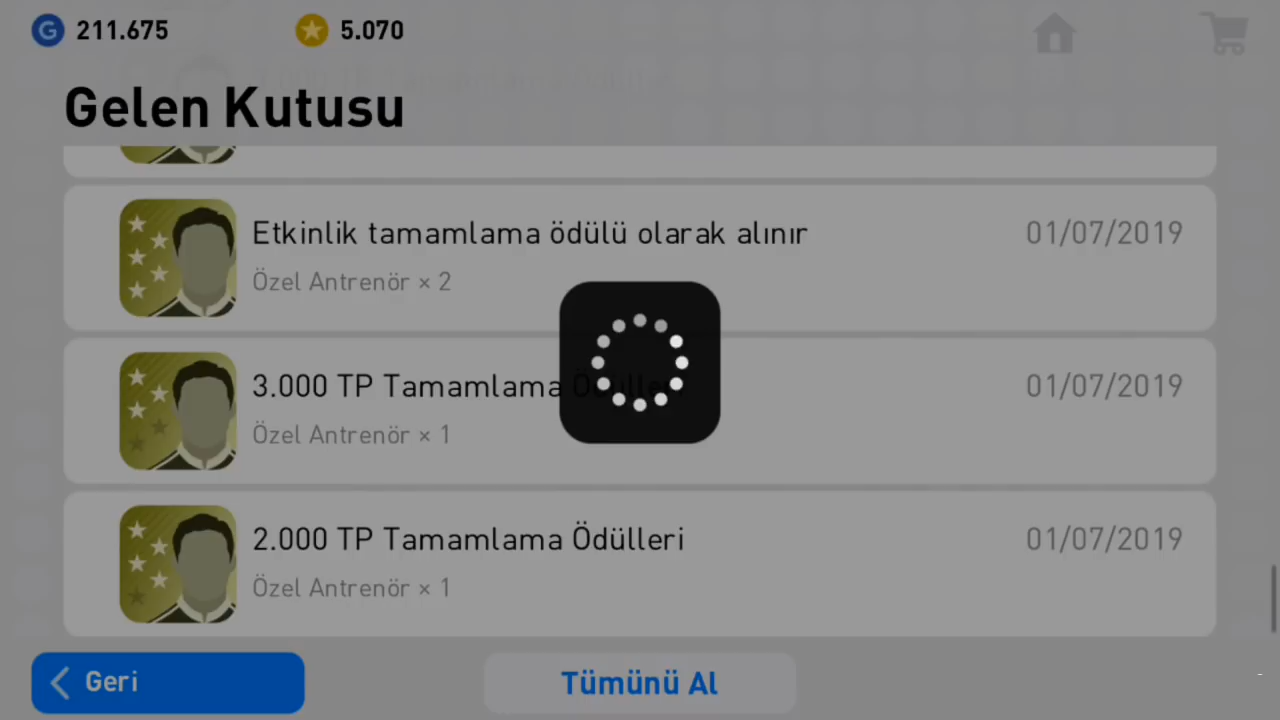 G 211.675 5.070
Gelen Kutusu
Etkinlik tamamlama ödülü olarak alınır 01/07/2019
Özel Antrenör × 2
3.000 TP Tamamlama Ödülleri 01/07/2019
Özel Antrenör × 1
2.000 TP Tamamlama Ödülleri 01/07/2019
Özel Antrenör × 1
Geri Tümünü Al